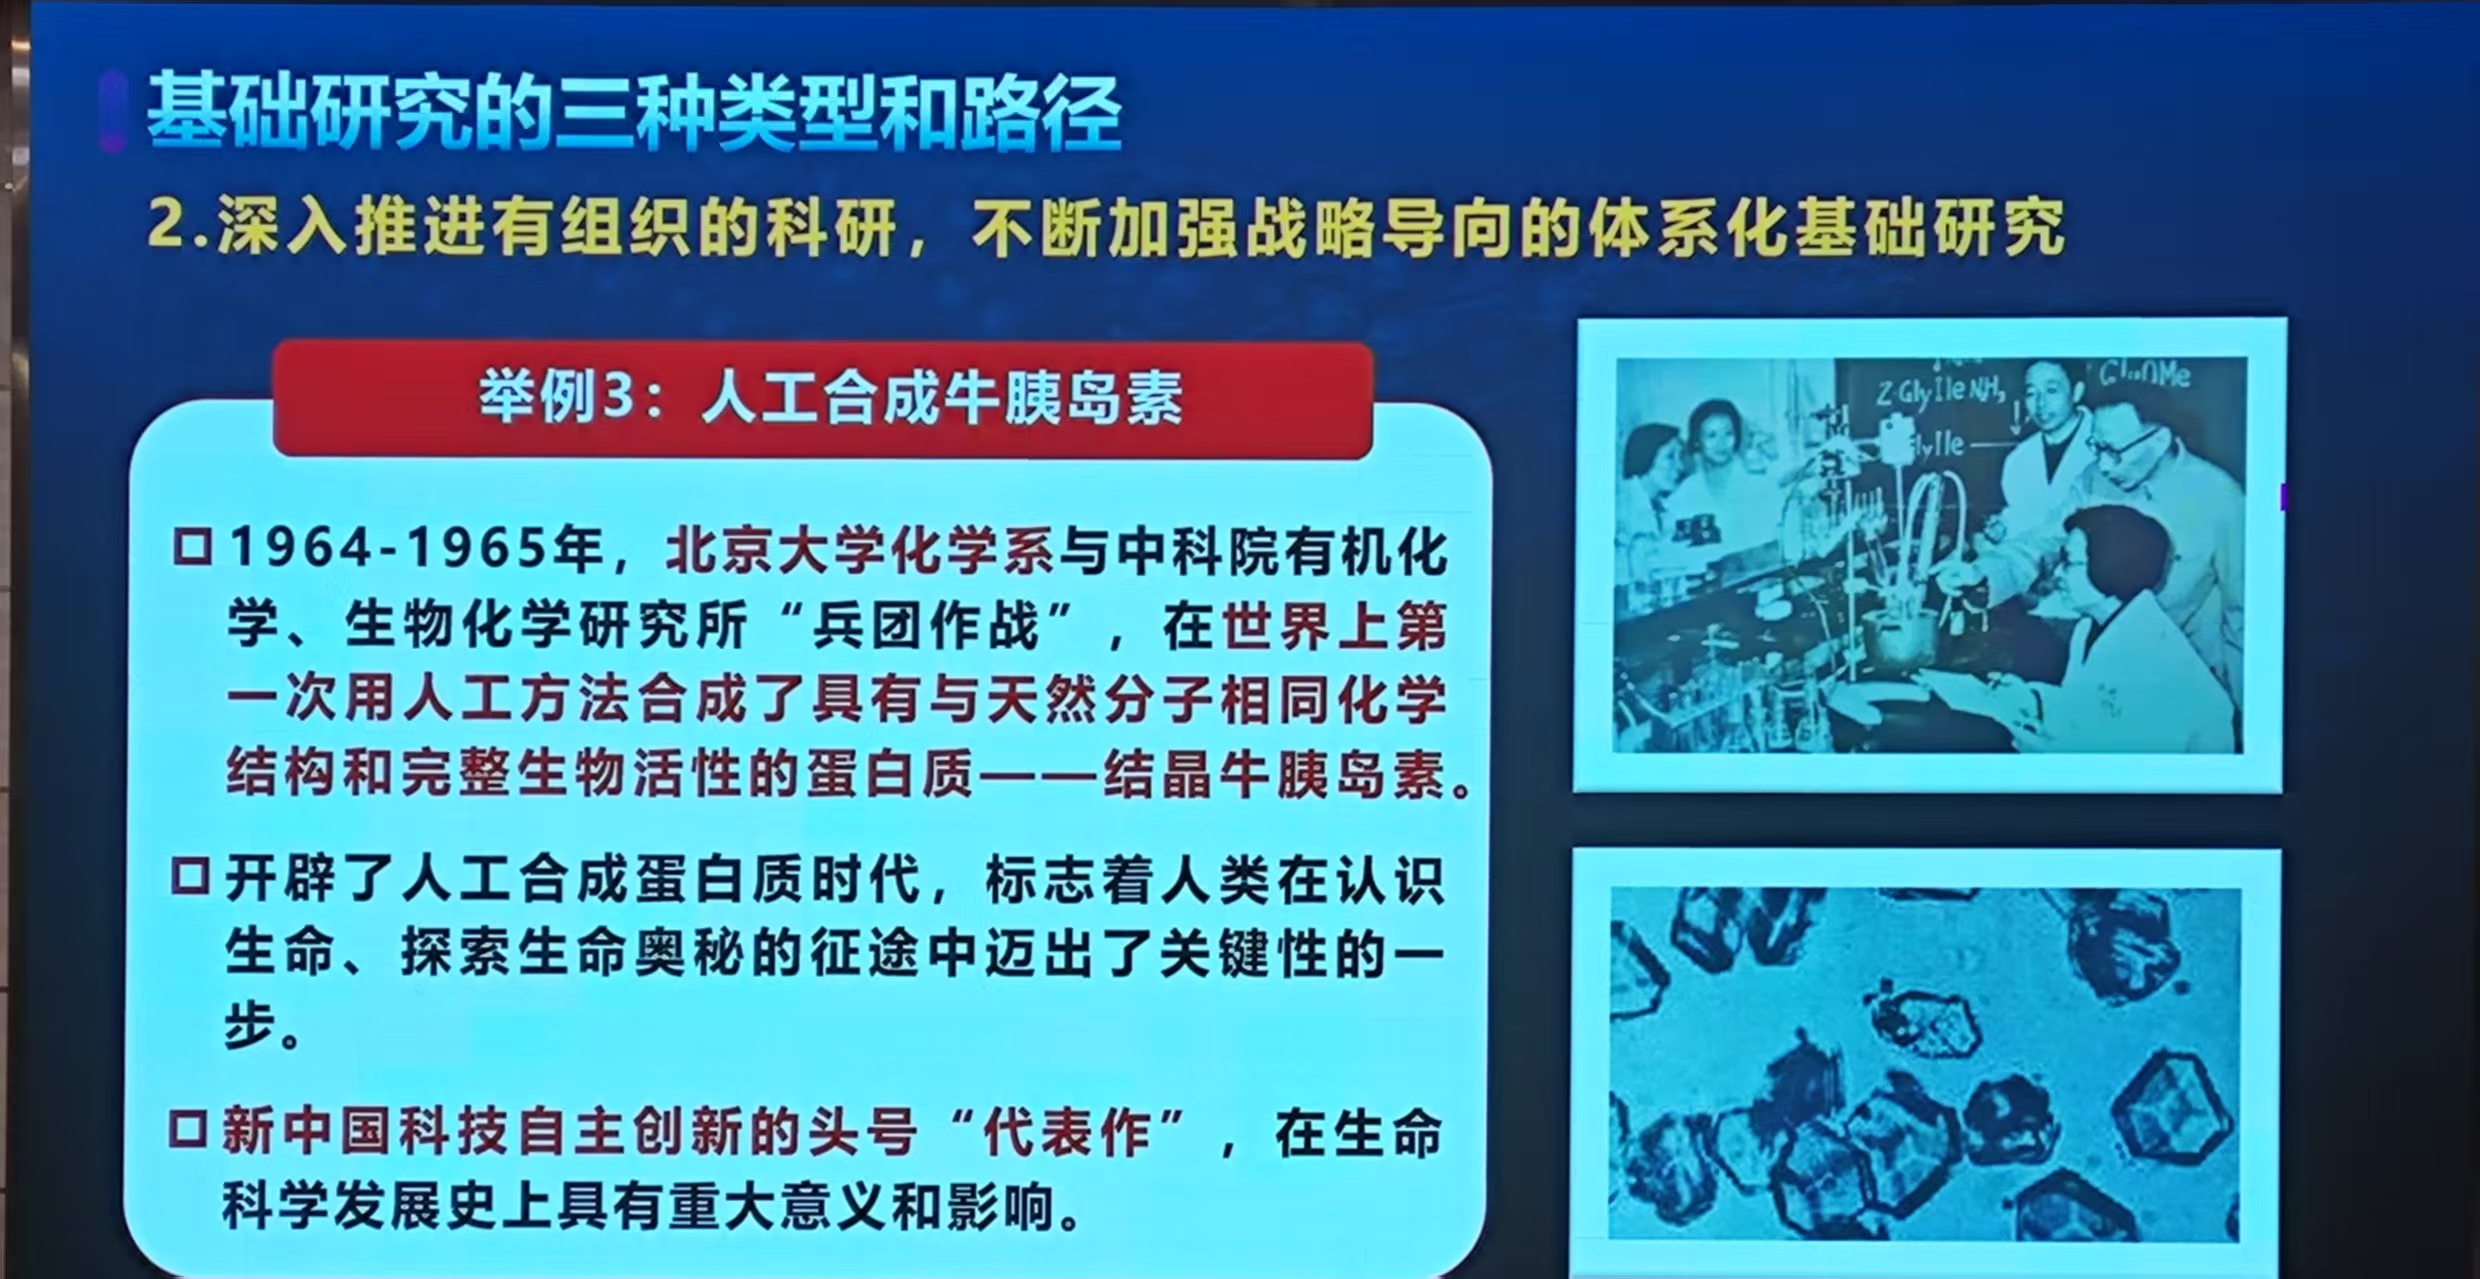 基础研究的三种类型和路径
2.深入推进有组织的科研，不断加强战略导向的体系化基础研究
举例3：人工合成牛胰岛素
1964-1965年，北京大学化学系与中科院有机化
学、生物化学研究所“兵团作战”，在世界上第
一次用人工方法合成了具有与天然分子相同化学
结构和完整生物活性的蛋白质——结晶牛胰岛素。
开辟了人工合成蛋白质时代，标志着人类在认识
生命、探索生命奥秘的征途中迈出了关键性的一
步。
新中国科技自主创新的头号“代表作”，在生命
科学发展史上具有重大意义和影响。
Z GlyIle NH₃
lyIle